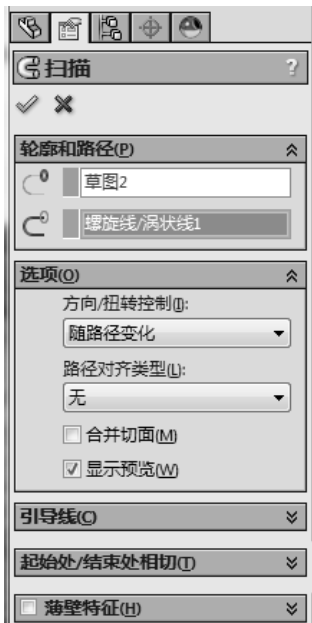 扫描
?
轮廓和路径(P)
草图2
螺旋线/涡状线1
选项(O)
方向/扭转控制(I):
随路径变化
路径对齐类型(L):
无
合并切面(M)
显示预览(W)
引导线(C)
起始处/结束处相切(T)
薄壁特征(H)